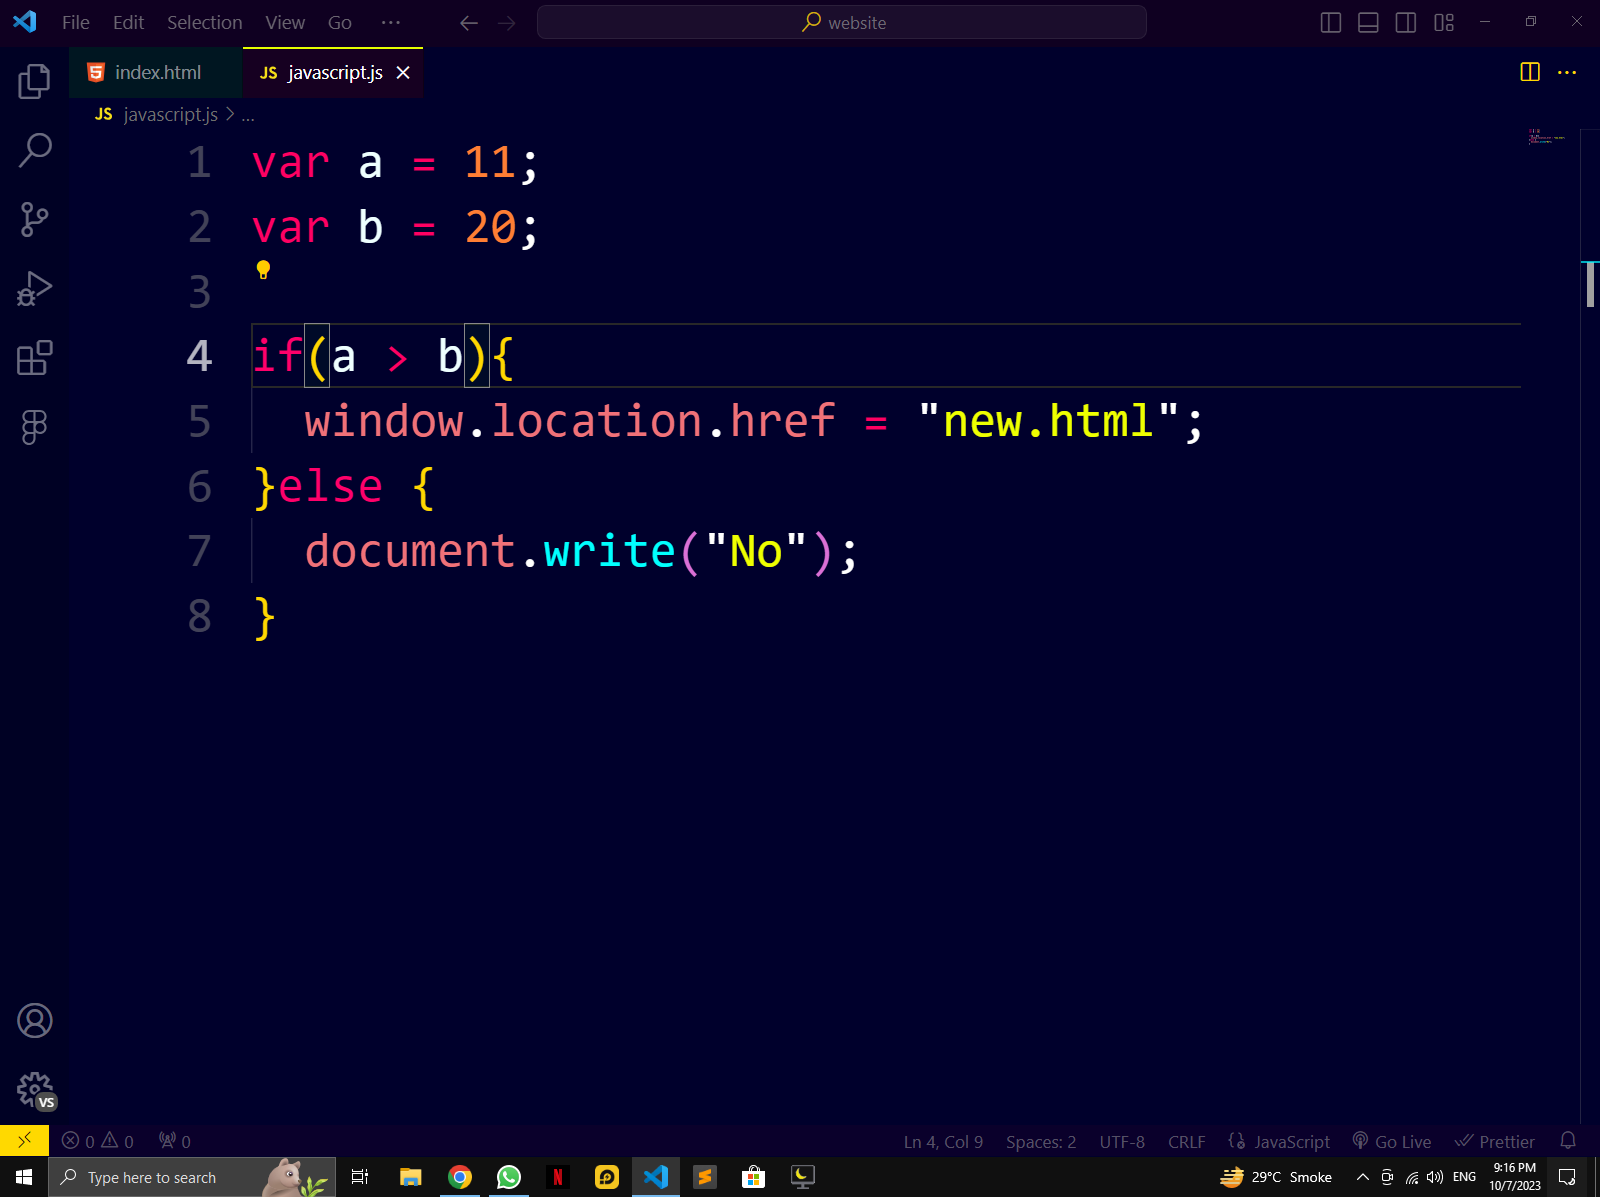 File Edit Selection View Go ··· website
index.html JS javascript.js
JS javascript.js > ...
1 var a = 11;
2 var b = 20;
3
4 if(a > b){
5   window.location.href = "new.html";
6 }else {
7   document.write("No");
8 }
VS
0 0 0 Ln 4, Col 9 Spaces: 2 UTF-8 CRLF JavaScript Go Live Prettier
Type here to search 29°C Smoke ENG 9:16 PM
10/7/2023